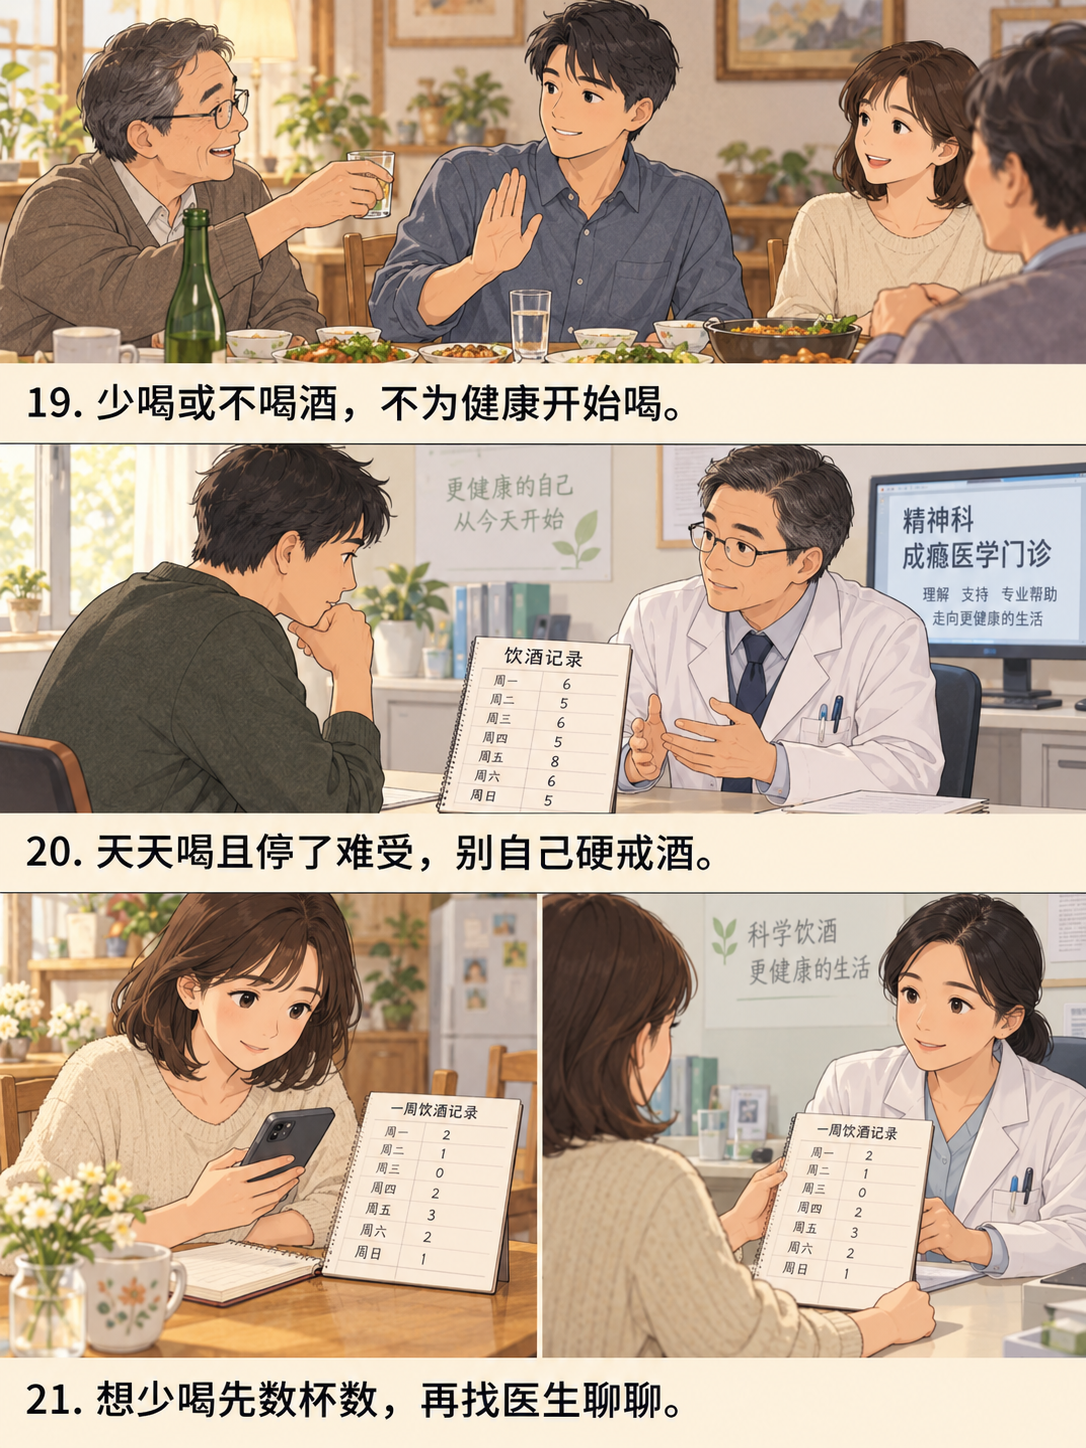 19. 少喝或不喝酒，不为健康开始喝。
更健康的自己
从今天开始
精神科
成瘾医学门诊
理解 支持 专业帮助
走向更健康的生活
饮酒记录
周一 6
周二 5
周三 6
周四 5
周五 8
周六 6
周日 5
20. 天天喝且停了难受，别自己硬戒酒。
一周饮酒记录
周一 2
周二 1
周三 0
周四 2
周五 3
周六 2
周日 1
科学饮酒
更健康的生活
一周饮酒记录
周一 2
周二 1
周三 0
周四 2
周五 3
周六 2
周日 1
21. 想少喝先数杯数，再找医生聊聊。